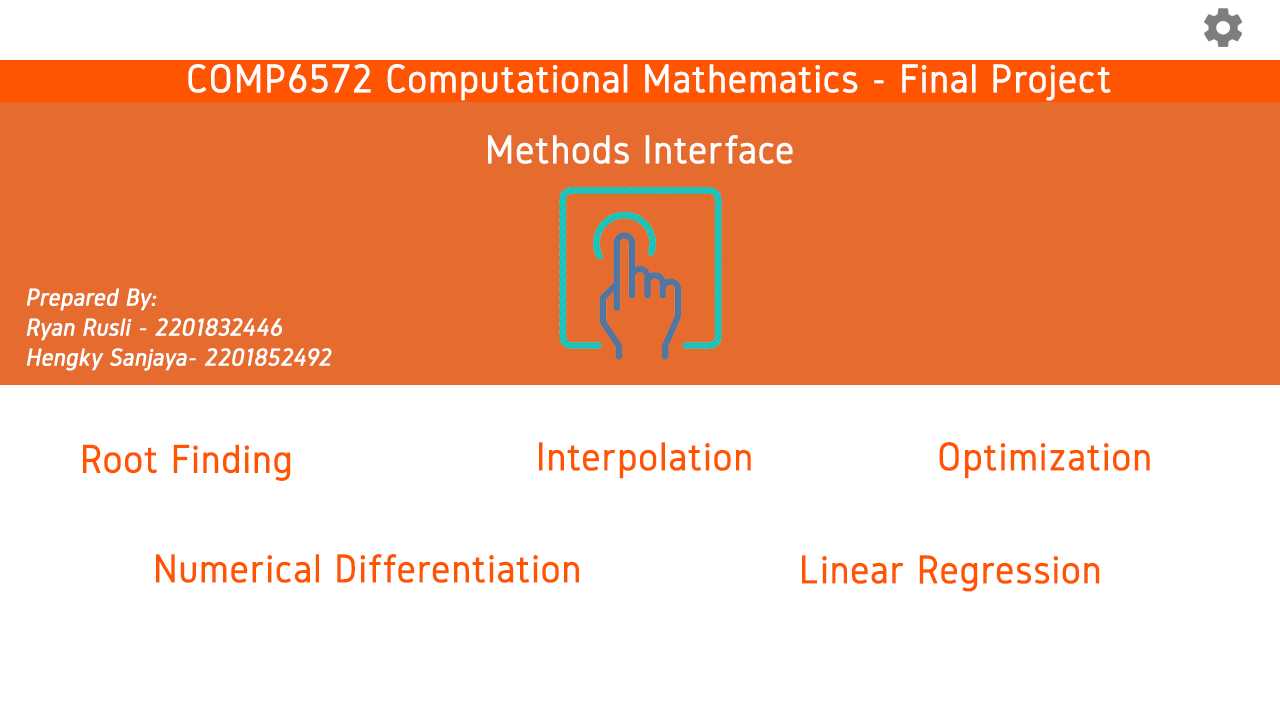 COMP6572 Computational Mathematics - Final Project
Methods Interface
Prepared By:
Ryan Rusli - 2201832446
Hengky Sanjaya- 2201852492
Root Finding
Interpolation
Optimization
Numerical Differentiation
Linear Regression